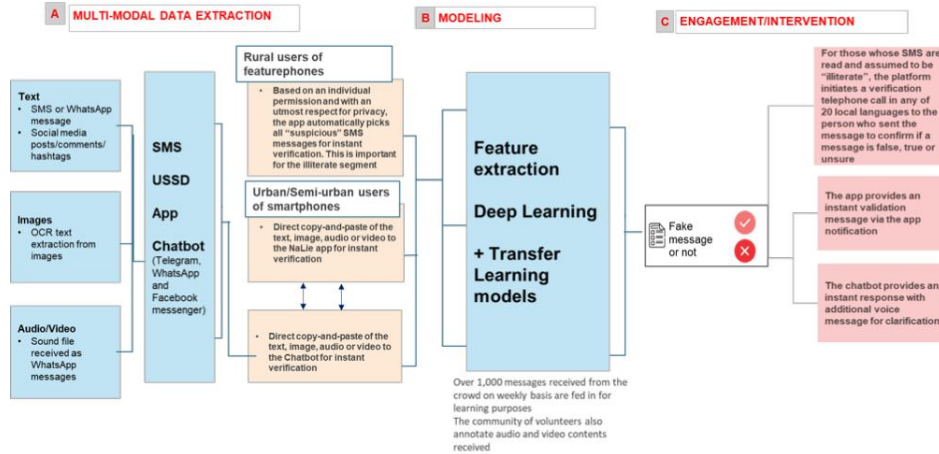 A MULTI-MODAL DATA EXTRACTION
Text
• SMS or WhatsApp
message
• Social media
posts/comments/
hashtags
Images
• OCR text
extraction from
images
Audio/Video
• Sound file
received as
WhatsApp
messages
SMS
USSD
App
Chatbot
(Telegram,
WhatsApp
and
Facebook
messenger)
Rural users of
featurephones
• Based on an individual
permission and with an
utmost respect for privacy,
the app automatically picks
all “suspicious” SMS
messages for instant
verification. This is important
for the illiterate segment
Urban/Semi-urban users
of smartphones
• Direct copy-and-paste of the
text, image, audio or video to
the NaLie app for instant
verification
• Direct copy-and-paste of the
text, image, audio or video to
the Chatbot for instant
verification
B MODELING
Feature
extraction
Deep Learning
+ Transfer
Learning
models
Over 1,000 messages received from the
crowd on weekly basis are fed in for
learning purposes
The community of volunteers also
annotate audio and video contents
received
C ENGAGEMENT/INTERVENTION
Fake
message
or not
For those whose SMS are
read and assumed to be
“illiterate”, the platform
initiates a verification
telephone call in any of
20 local languages to the
person who sent the
message to confirm if a
message is false, true or
unsure
The app provides an
instant validation
message via the app
notification
The chatbot provides an
instant response with
additional voice
message for clarification